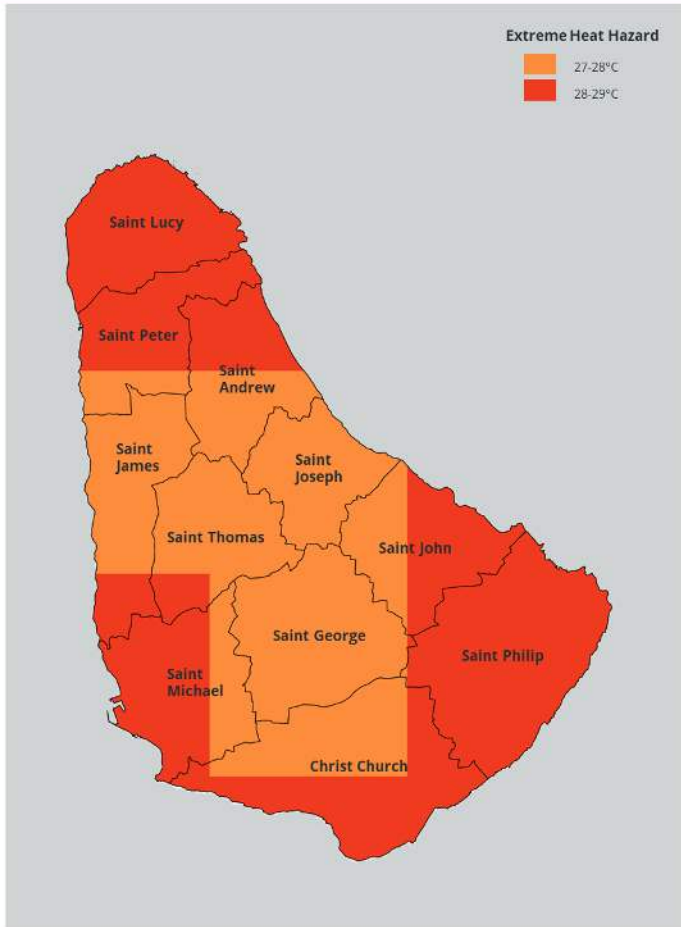 Extreme Heat Hazard
27-28°C
28-29°C
Saint Lucy
Saint Peter
Saint
Andrew
Saint
James
Saint
Joseph
Saint Thomas
Saint John
Saint George
Saint Philip
Saint
Michael
Christ Church